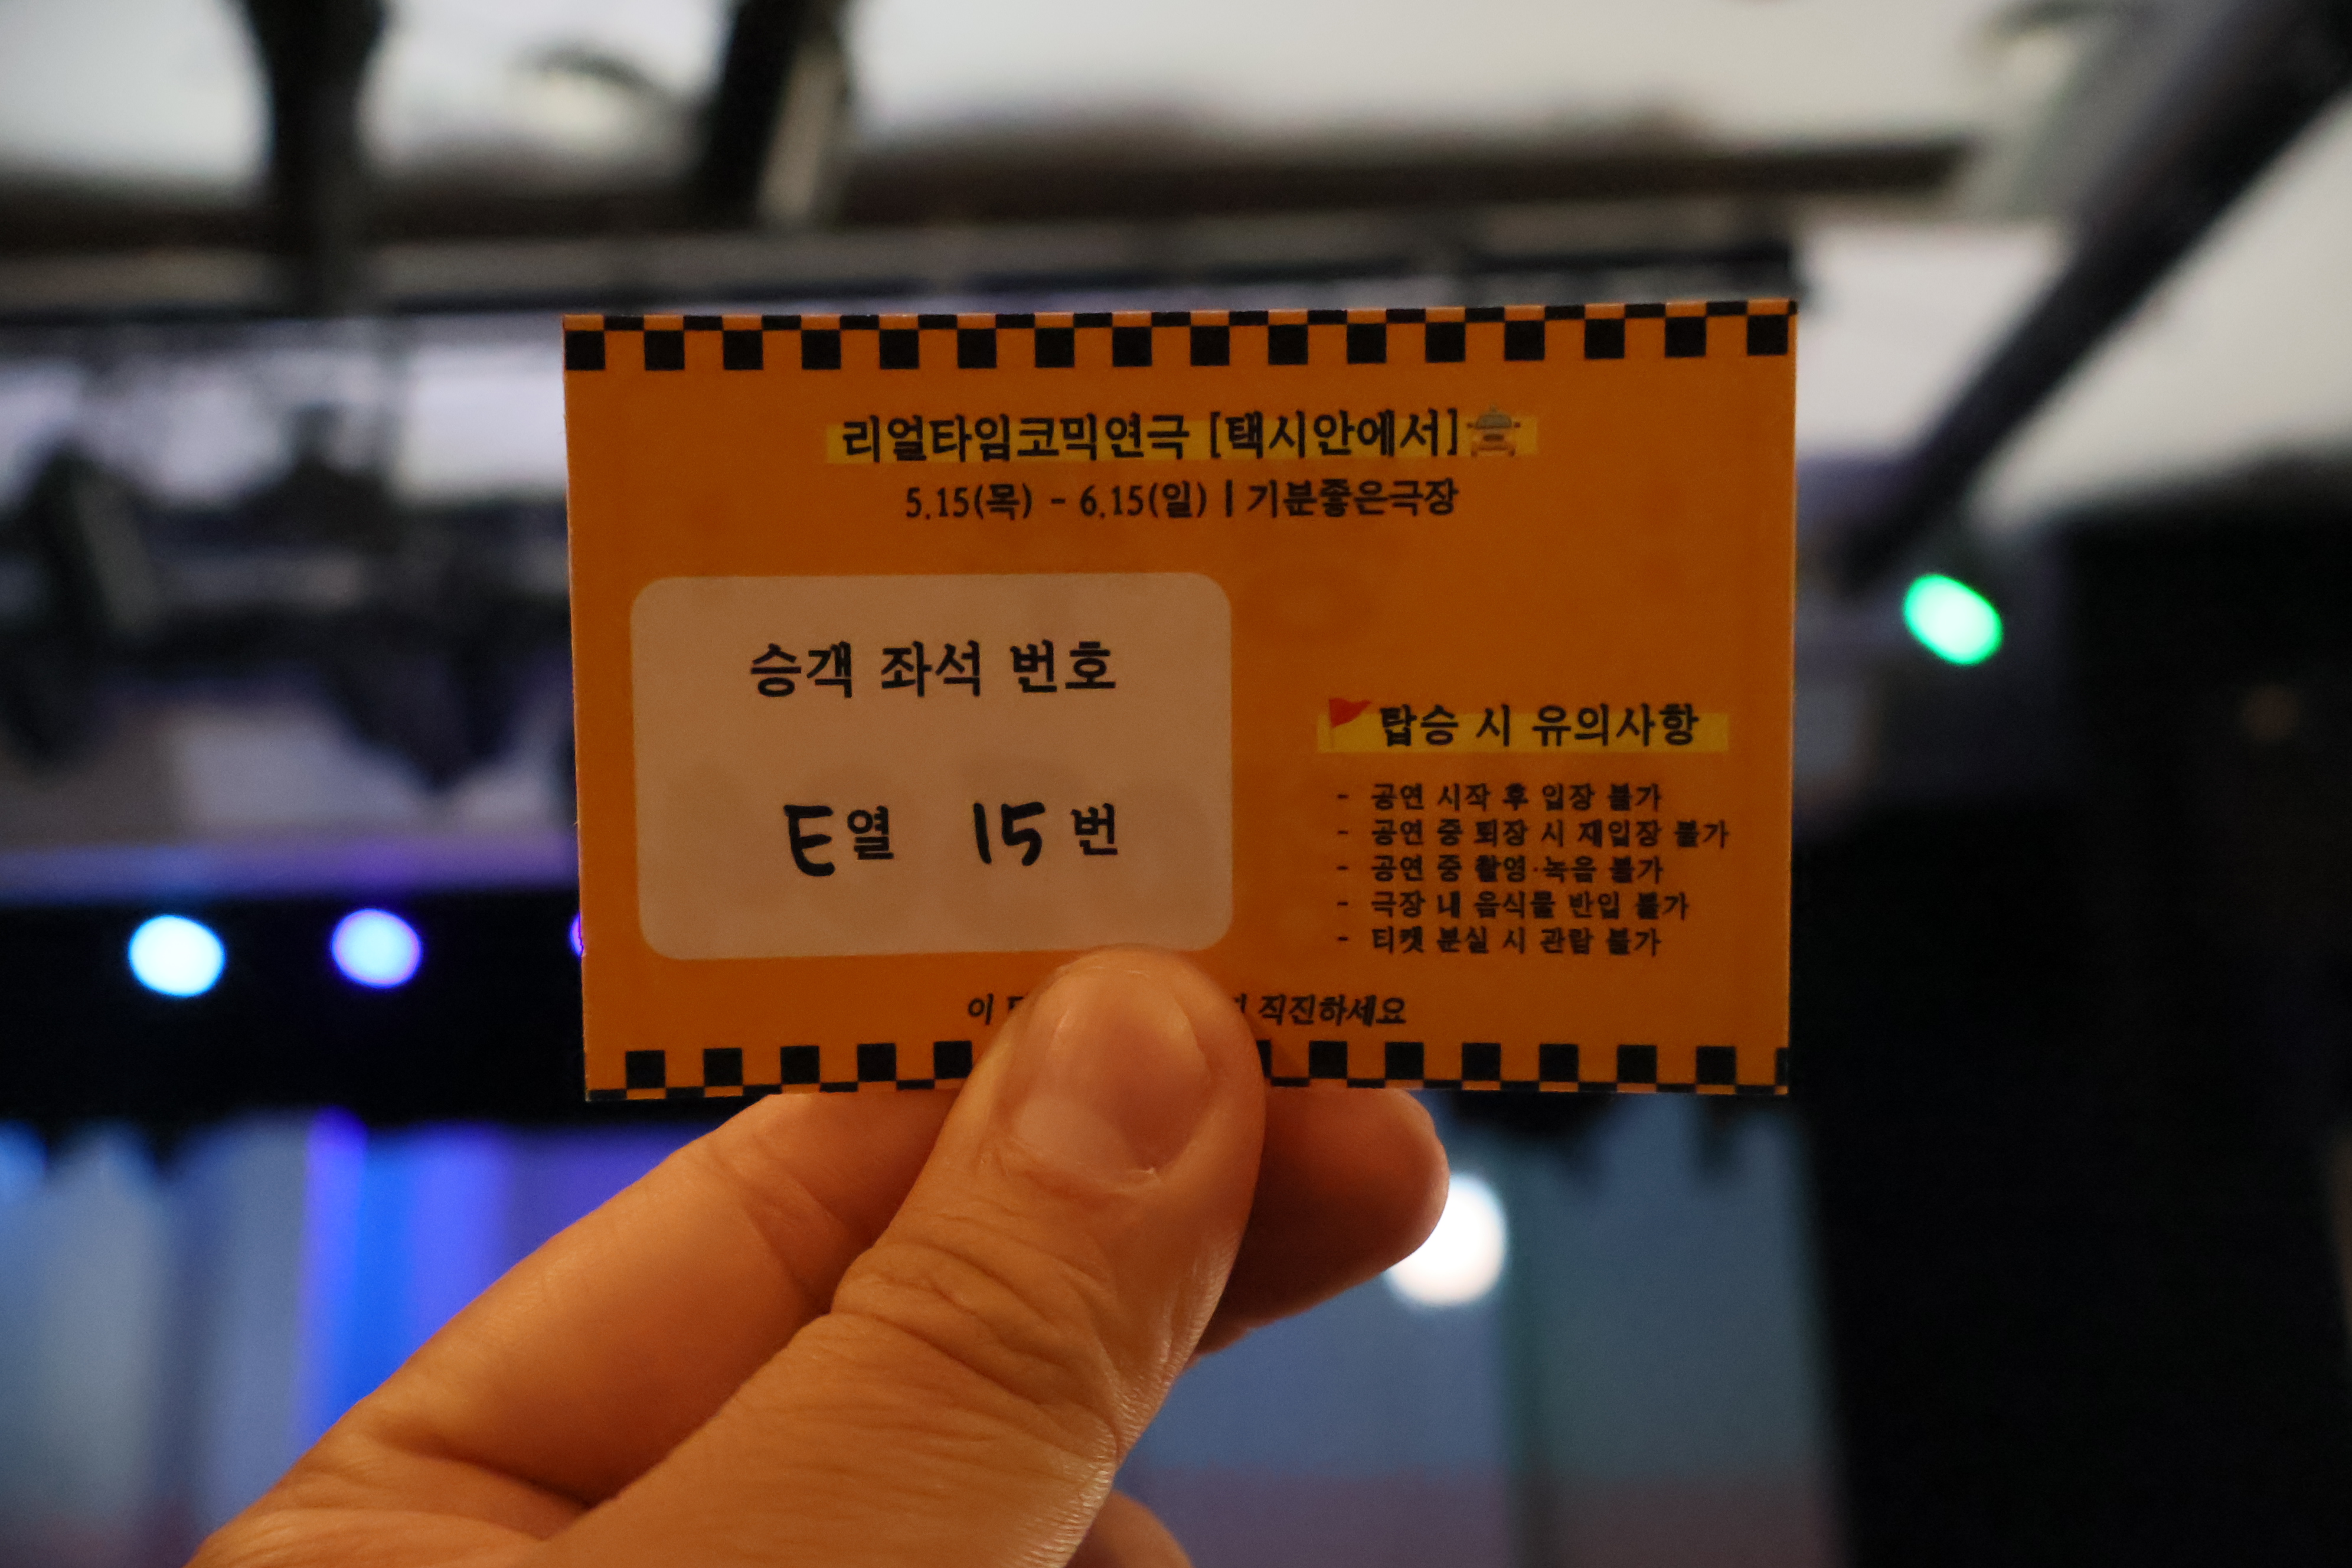 리얼타임코믹연극 [택시안에서]
5.15(목) - 6.15(일) | 기분좋은극장
승객 좌석 번호
E열 15번
탑승 시 유의사항
- 공연 시작 후 입장 불가
- 공연 중 퇴장 시 재입장 불가
- 공연 중 촬영·녹음 불가
- 극장 내 음식물 반입 불가
- 티켓 분실 시 관람 불가
이 직진하세요